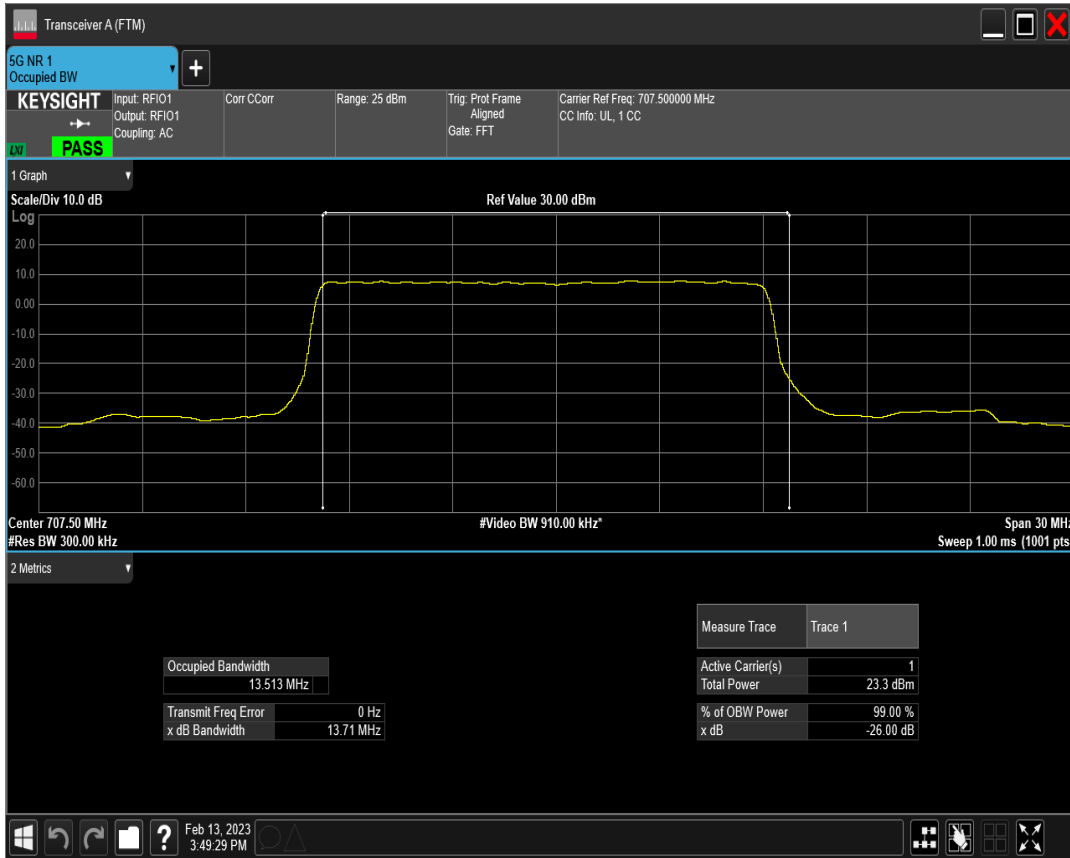 Transceiver A (FTM)
5G NR 1
Occupied BW
+
KEYSIGHT
Input: RFIO1
Output: RFIO1
Coupling: AC
Corr CCorr
Range: 25 dBm
Trig: Prot Frame
Aligned
Gate: FFT
Carrier Ref Freq: 707.500000 MHz
CC Info: UL, 1 CC
LXI
PASS
1 Graph
Scale/Div 10.0 dB
Ref Value 30.00 dBm
Log
20.0
10.0
0.00
-10.0
-20.0
-30.0
-40.0
-50.0
-60.0
Center 707.50 MHz
#Video BW 910.00 kHz*
Span 30 MHz
#Res BW 300.00 kHz
Sweep 1.00 ms (1001 pts
2 Metrics
Measure Trace
Trace 1
Occupied Bandwidth
13.513 MHz
Active Carrier(s)
1
Total Power
23.3 dBm
Transmit Freq Error
0 Hz
x dB Bandwidth
13.71 MHz
% of OBW Power
99.00 %
x dB
-26.00 dB
?
Feb 13, 2023
3:49:29 PM